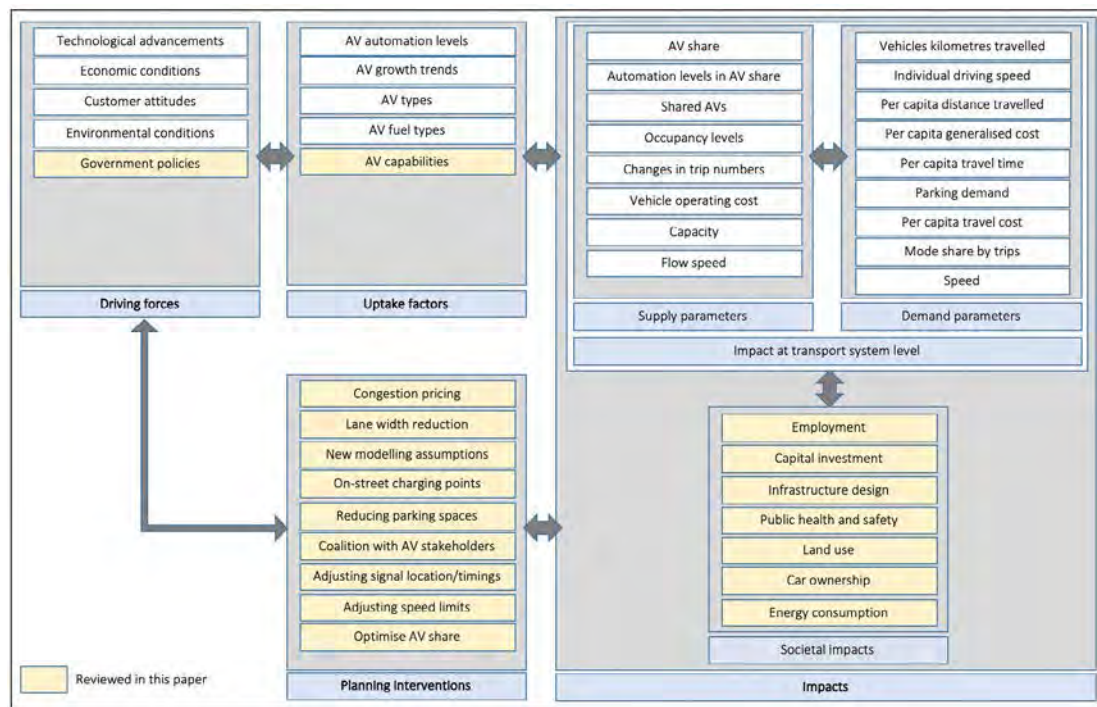 Technological advancements
Economic conditions
Customer attitudes
Environmental conditions
Government policies
Driving forces
AV automation levels
AV growth trends
AV types
AV fuel types
AV capabilities
Uptake factors
AV share
Automation levels in AV share
Shared AVs
Occupancy levels
Changes in trip numbers
Vehicle operating cost
Capacity
Flow speed
Supply parameters
Vehicles kilometres travelled
Individual driving speed
Per capita distance travelled
Per capita generalised cost
Per capita travel time
Parking demand
Per capita travel cost
Mode share by trips
Speed
Demand parameters
Impact at transport system level
Congestion pricing
Lane width reduction
New modelling assumptions
On-street charging points
Reducing parking spaces
Coalition with AV stakeholders
Adjusting signal location/timings
Adjusting speed limits
Optimise AV share
Planning interventions
Employment
Capital investment
Infrastructure design
Public health and safety
Land use
Car ownership
Energy consumption
Societal impacts
Impacts
Reviewed in this paper